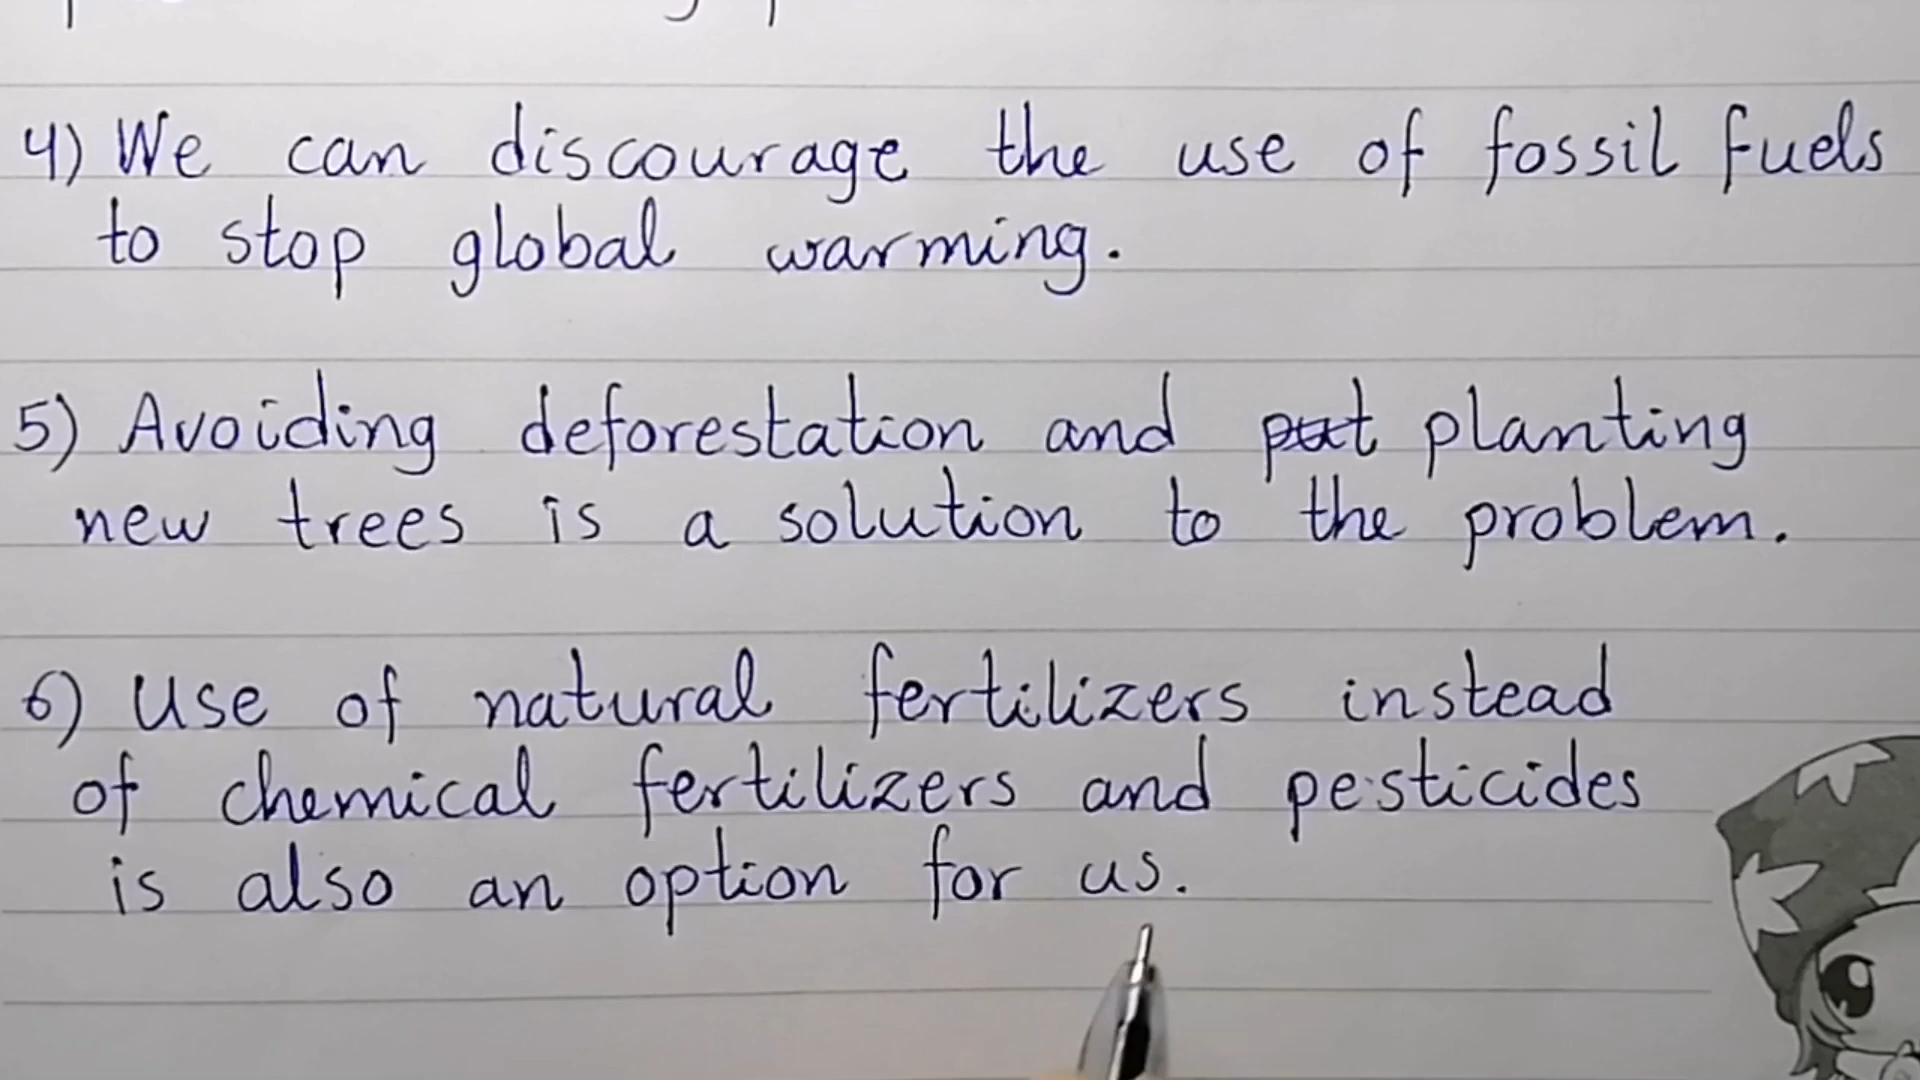 4) We can discourage the use of fossil fuels
to stop global warming.
5) Avoiding deforestation and put planting
new trees is a solution to the problem.
6) Use of natural fertilizers instead
of chemical fertilizers and pesticides
is also an option for us.